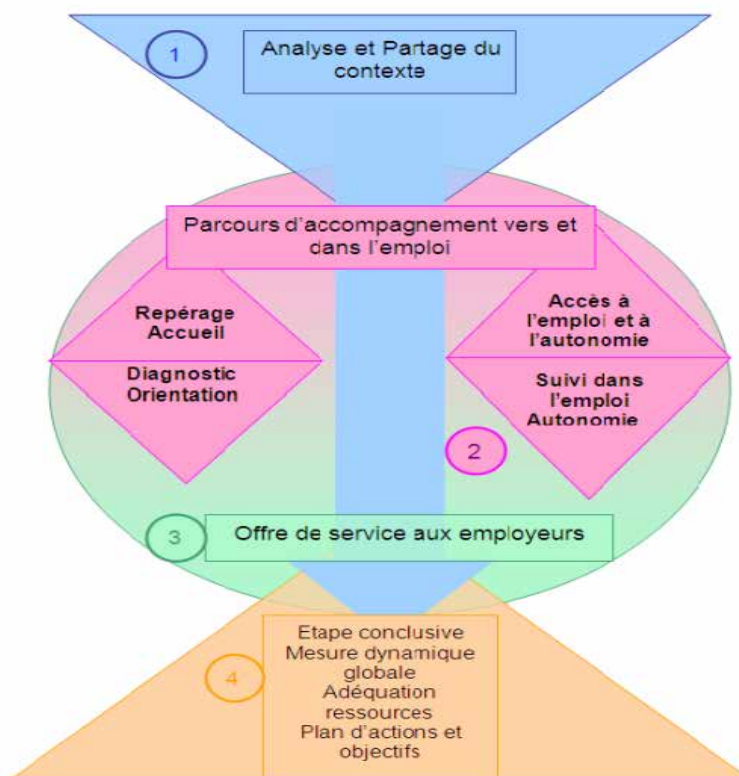 1
Analyse et Partage du
contexte
Parcours d'accompagnement vers et
dans l'emploi
Repérage
Accueil
Diagnostic
Orientation
Accès à
l'emploi et à
l'autonomie
Suivi dans
l'emploi
Autonomie
2
3
Offre de service aux employeurs
4
Etape conclusive
Mesure dynamique
globale
Adéquation
ressources
Plan d'actions et
objectifs